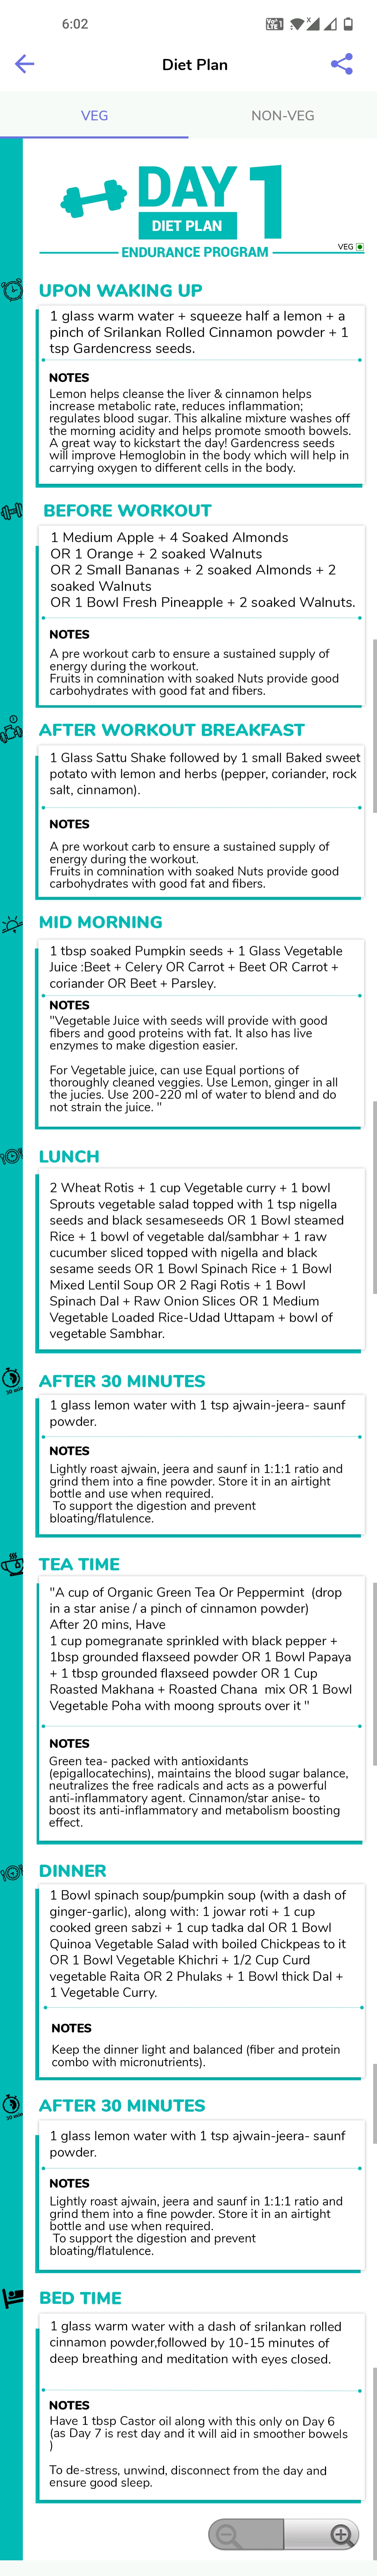 6:02
Diet Plan
VEG
NON-VEG
DAY 1
DIET PLAN
VEG
ENDURANCE PROGRAM
UPON WAKING UP
1 glass warm water + squeeze half a lemon + a
pinch of Srilankan Rolled Cinnamon powder + 1
tsp Gardencress seeds.
NOTES
Lemon helps cleanse the liver & cinnamon helps
increase metabolic rate, reduces inflammation;
regulates blood sugar. This alkaline mixture washes off
the morning acidity and helps promote smooth bowels.
A great way to kickstart the day! Gardencress seeds
will improve Hemoglobin in the body which will help in
carrying oxygen to different cells in the body.
BEFORE WORKOUT
1 Medium Apple + 4 Soaked Almonds
OR 1 Orange + 2 soaked Walnuts
OR 2 Small Bananas + 2 soaked Almonds + 2
soaked Walnuts
OR 1 Bowl Fresh Pineapple + 2 soaked Walnuts.
NOTES
A pre workout carb to ensure a sustained supply of
energy during the workout.
Fruits in comnination with soaked Nuts provide good
carbohydrates with good fat and fibers.
AFTER WORKOUT BREAKFAST
1 Glass Sattu Shake followed by 1 small Baked sweet
potato with lemon and herbs (pepper, coriander, rock
salt, cinnamon).
NOTES
A pre workout carb to ensure a sustained supply of
energy during the workout.
Fruits in comnination with soaked Nuts provide good
carbohydrates with good fat and fibers.
MID MORNING
1 tbsp soaked Pumpkin seeds + 1 Glass Vegetable
Juice :Beet + Celery OR Carrot + Beet OR Carrot +
coriander OR Beet + Parsley.
NOTES
"Vegetable Juice with seeds will provide with good
fibers and good proteins with fat. It also has live
enzymes to make digestion easier.
For Vegetable juice, can use Equal portions of
thoroughly cleaned veggies. Use Lemon, ginger in all
the jucies. Use 200-220 ml of water to blend and do
not strain the juice. "
LUNCH
2 Wheat Rotis + 1 cup Vegetable curry + 1 bowl
Sprouts vegetable salad topped with 1 tsp nigella
seeds and black sesameseeds OR 1 Bowl steamed
Rice + 1 bowl of vegetable dal/sambhar + 1 raw
cucumber sliced topped with nigella and black
sesame seeds OR 1 Bowl Spinach Rice + 1 Bowl
Mixed Lentil Soup OR 2 Ragi Rotis + 1 Bowl
Spinach Dal + Raw Onion Slices OR 1 Medium
Vegetable Loaded Rice-Udad Uttapam + bowl of
vegetable Sambhar.
30 min
AFTER 30 MINUTES
1 glass lemon water with 1 tsp ajwain-jeera- saunf
powder.
NOTES
Lightly roast ajwain, jeera and saunf in 1:1:1 ratio and
grind them into a fine powder. Store it in an airtight
bottle and use when required.
To support the digestion and prevent
bloating/flatulence.
TEA TIME
"A cup of Organic Green Tea Or Peppermint (drop
in a star anise / a pinch of cinnamon powder)
After 20 mins, Have
1 cup pomegranate sprinkled with black pepper +
1bsp grounded flaxseed powder OR 1 Bowl Papaya
+ 1 tbsp grounded flaxseed powder OR 1 Cup
Roasted Makhana + Roasted Chana mix OR 1 Bowl
Vegetable Poha with moong sprouts over it "
NOTES
Green tea- packed with antioxidants
(epigallocatechins), maintains the blood sugar balance,
neutralizes the free radicals and acts as a powerful
anti-inflammatory agent. Cinnamon/star anise- to
boost its anti-inflammatory and metabolism boosting
effect.
DINNER
1 Bowl spinach soup/pumpkin soup (with a dash of
ginger-garlic), along with: 1 jowar roti + 1 cup
cooked green sabzi + 1 cup tadka dal OR 1 Bowl
Quinoa Vegetable Salad with boiled Chickpeas to it
OR 1 Bowl Vegetable Khichri + 1/2 Cup Curd
vegetable Raita OR 2 Phulaks + 1 Bowl thick Dal +
1 Vegetable Curry.
NOTES
Keep the dinner light and balanced (fiber and protein
combo with micronutrients).
30 min
AFTER 30 MINUTES
1 glass lemon water with 1 tsp ajwain-jeera- saunf
powder.
NOTES
Lightly roast ajwain, jeera and saunf in 1:1:1 ratio and
grind them into a fine powder. Store it in an airtight
bottle and use when required.
To support the digestion and prevent
bloating/flatulence.
BED TIME
1 glass warm water with a dash of srilankan rolled
cinnamon powder,followed by 10-15 minutes of
deep breathing and meditation with eyes closed.
NOTES
Have 1 tbsp Castor oil along with this only on Day 6
(as Day 7 is rest day and it will aid in smoother bowels
)
To de-stress, unwind, disconnect from the day and
ensure good sleep.